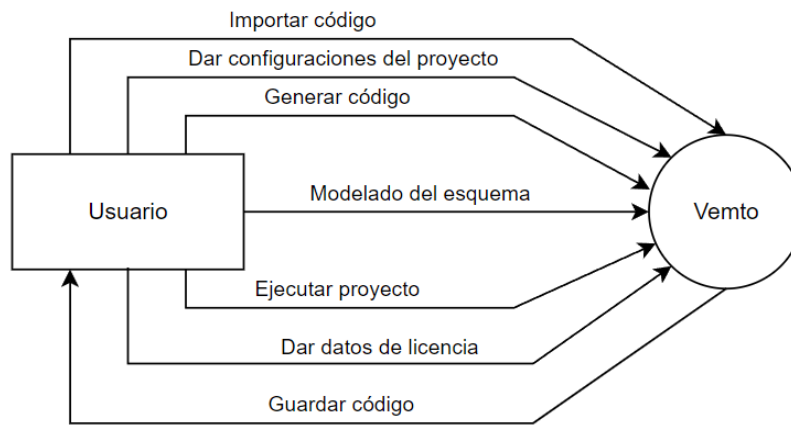 Importar código
Dar configuraciones del proyecto
Generar código
Modelado del esquema
Usuario
Vemto
Ejecutar proyecto
Dar datos de licencia
Guardar código